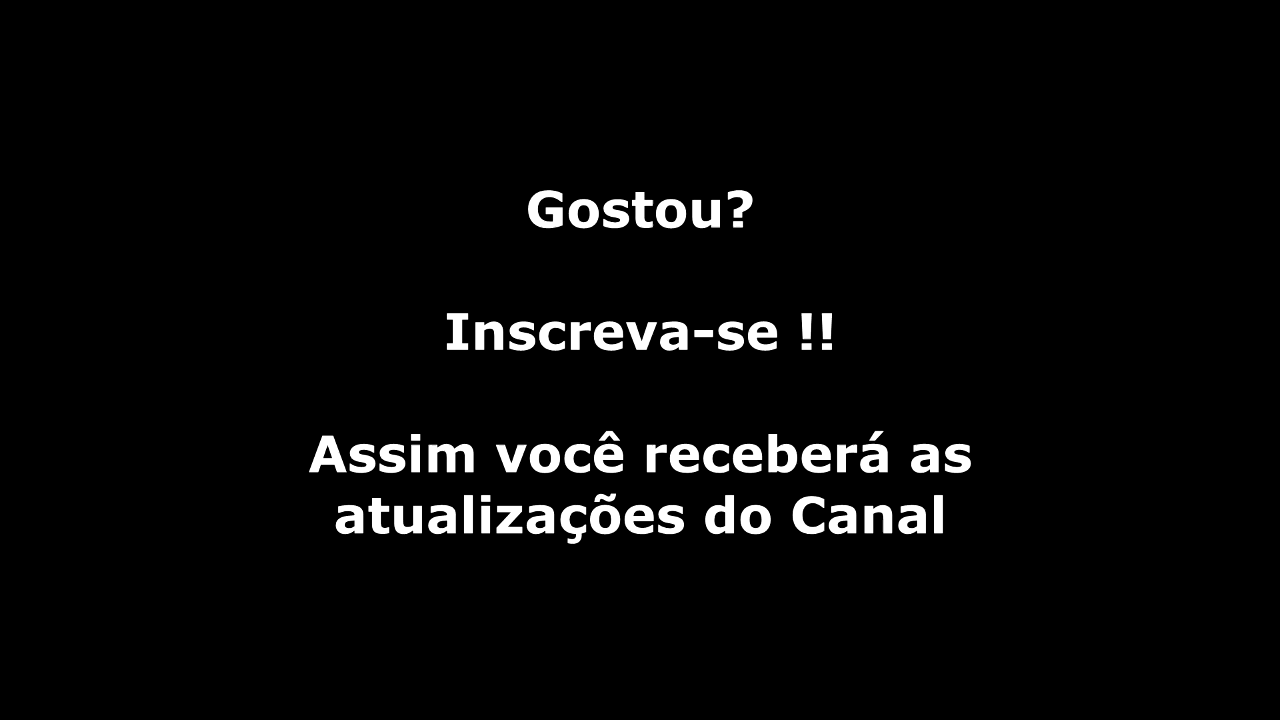 Gostou?
Inscreva-se !!
Assim você receberá as
atualizações do Canal